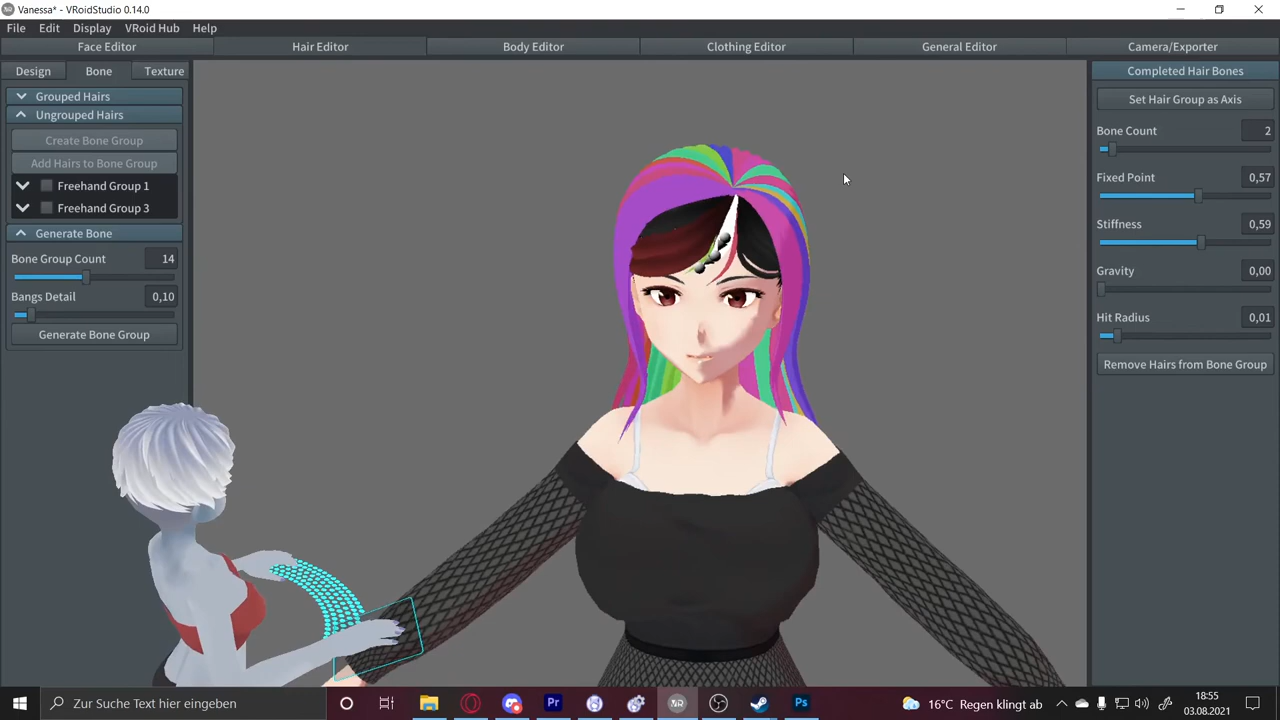 Vanessa* - VRoidStudio 0.14.0
File Edit Display VRoid Hub Help
Face Editor Hair Editor Body Editor Clothing Editor General Editor Camera/Exporter
Design Bone Texture
Grouped Hairs
Ungrouped Hairs
Create Bone Group
Add Hairs to Bone Group
Freehand Group 1
Freehand Group 3
Generate Bone
Bone Group Count 14
Bangs Detail 0,10
Generate Bone Group
Completed Hair Bones
Set Hair Group as Axis
Bone Count 2
Fixed Point 0,57
Stiffness 0,59
Gravity 0,00
Hit Radius 0,01
Remove Hairs from Bone Group
Zur Suche Text hier eingeben
Pr
VR
Ps
16°C Regen klingt ab
18:55
03.08.2021